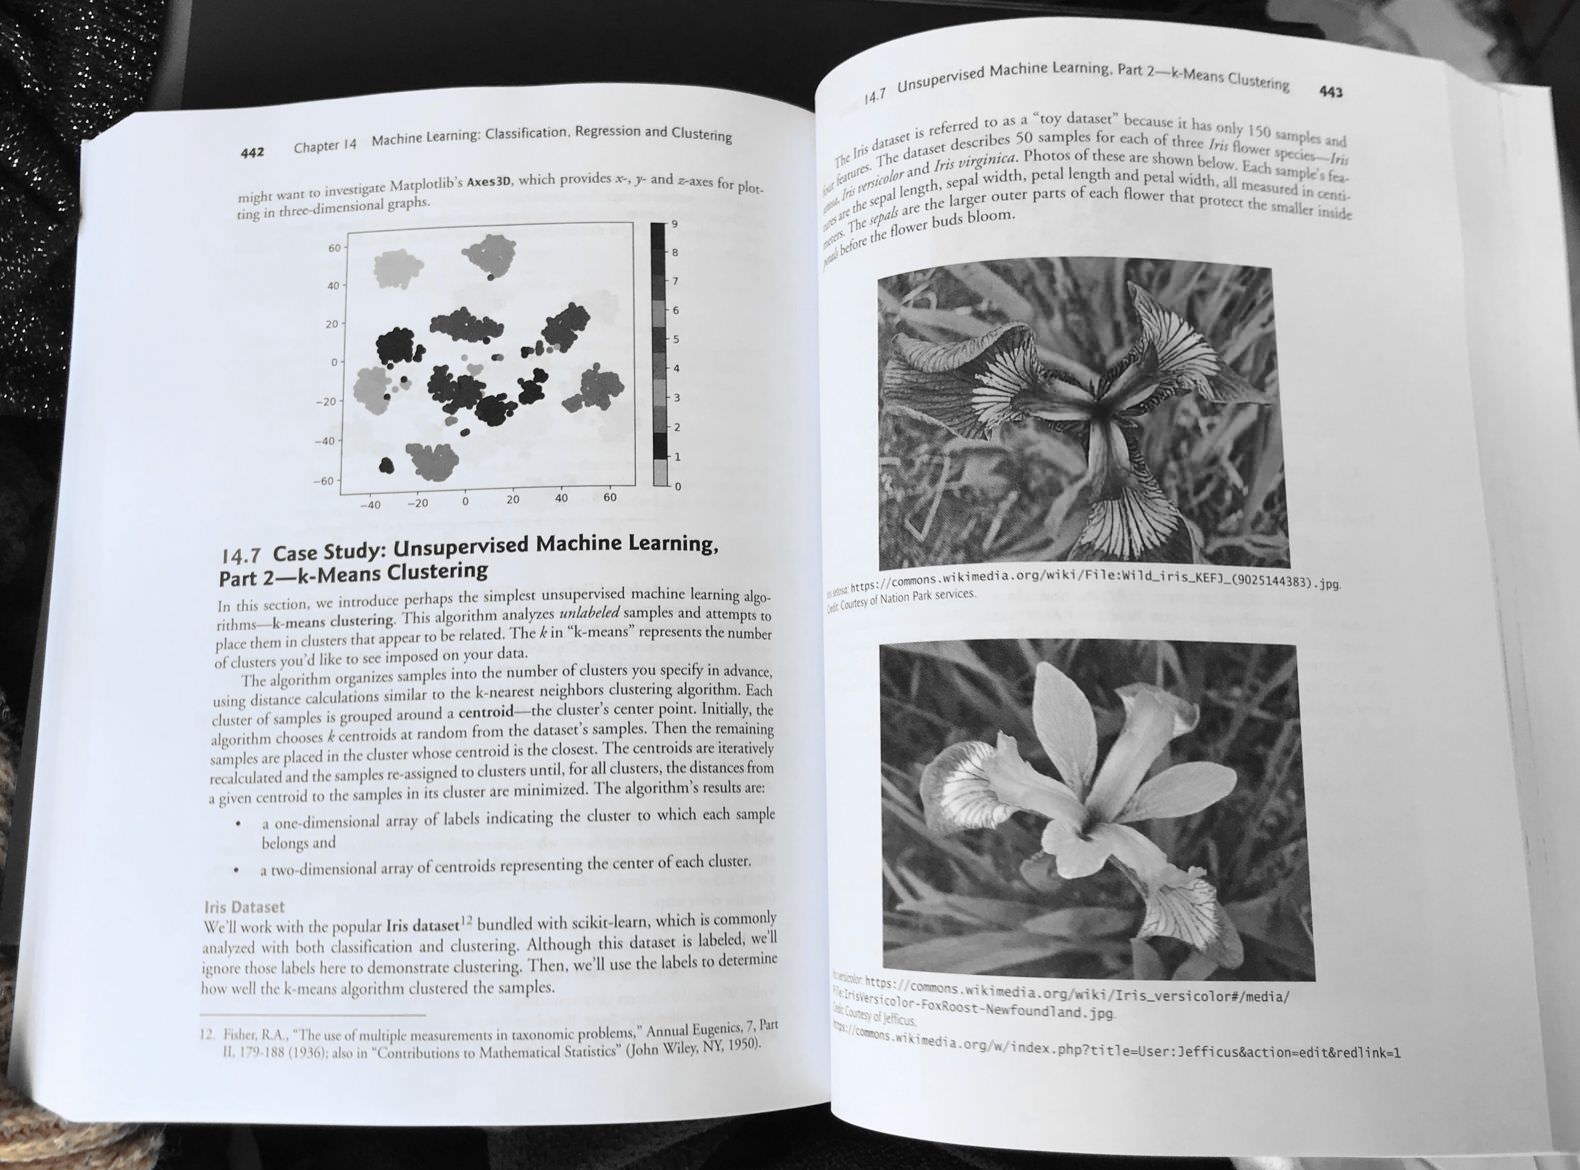 442 Chapter 14 Machine Learning: Classification, Regression and Clustering
might want to investigate Matplotlib's Axes3D, which provides x-, y- and z-axes for plot-
ting in three-dimensional graphs.
60
40
20
0
−20
−40
−60
−40 −20 0 20 40 60
9
8
7
6
5
4
3
2
1
0
14.7 Case Study: Unsupervised Machine Learning,
Part 2—k-Means Clustering
In this section, we introduce perhaps the simplest unsupervised machine learning algo-
rithms—k-means clustering. This algorithm analyzes unlabeled samples and attempts to
place them in clusters that appear to be related. The k in “k-means” represents the number
of clusters you'd like to see imposed on your data.
The algorithm organizes samples into the number of clusters you specify in advance,
using distance calculations similar to the k-nearest neighbors clustering algorithm. Each
cluster of samples is grouped around a centroid—the cluster's center point. Initially, the
algorithm chooses k centroids at random from the dataset's samples. Then the remaining
samples are placed in the cluster whose centroid is the closest. The centroids are iteratively
recalculated and the samples re-assigned to clusters until, for all clusters, the distances from
a given centroid to the samples in its cluster are minimized. The algorithm's results are:
• a one-dimensional array of labels indicating the cluster to which each sample
belongs and
• a two-dimensional array of centroids representing the center of each cluster.
Iris Dataset
We'll work with the popular Iris dataset12 bundled with scikit-learn, which is commonly
analyzed with both classification and clustering. Although this dataset is labeled, we'll
ignore those labels here to demonstrate clustering. Then, we'll use the labels to determine
how well the k-means algorithm clustered the samples.
12. Fisher, R.A., “The use of multiple measurements in taxonomic problems,” Annual Eugenics, 7, Part
II, 179-188 (1936); also in “Contributions to Mathematical Statistics” (John Wiley, NY, 1950).
14.7 Unsupervised Machine Learning, Part 2—k-Means Clustering 443
The Iris dataset is referred to as a “toy dataset” because it has only 150 samples and
four features. The dataset describes 50 samples for each of three Iris flower species—Iris
Iris versicolor and Iris virginica. Photos of these are shown below. Each sample's fea-
are the sepal length, sepal width, petal length and petal width, all measured in centi-
meters. The sepals are the larger outer parts of each flower that protect the smaller inside
petals before the flower buds bloom.
setosa: https://commons.wikimedia.org/wiki/File:Wild_iris_KEFJ_(9025144383).jpg.
Credit: Courtesy of Nation Park services.
versicolor: https://commons.wikimedia.org/wiki/Iris_versicolor#/media/
File:IrisVersicolor-FoxRoost-Newfoundland.jpg.
Credit: Courtesy of Jefficus.
https://commons.wikimedia.org/w/index.php?title=User:Jefficus&action=edit&redlink=1